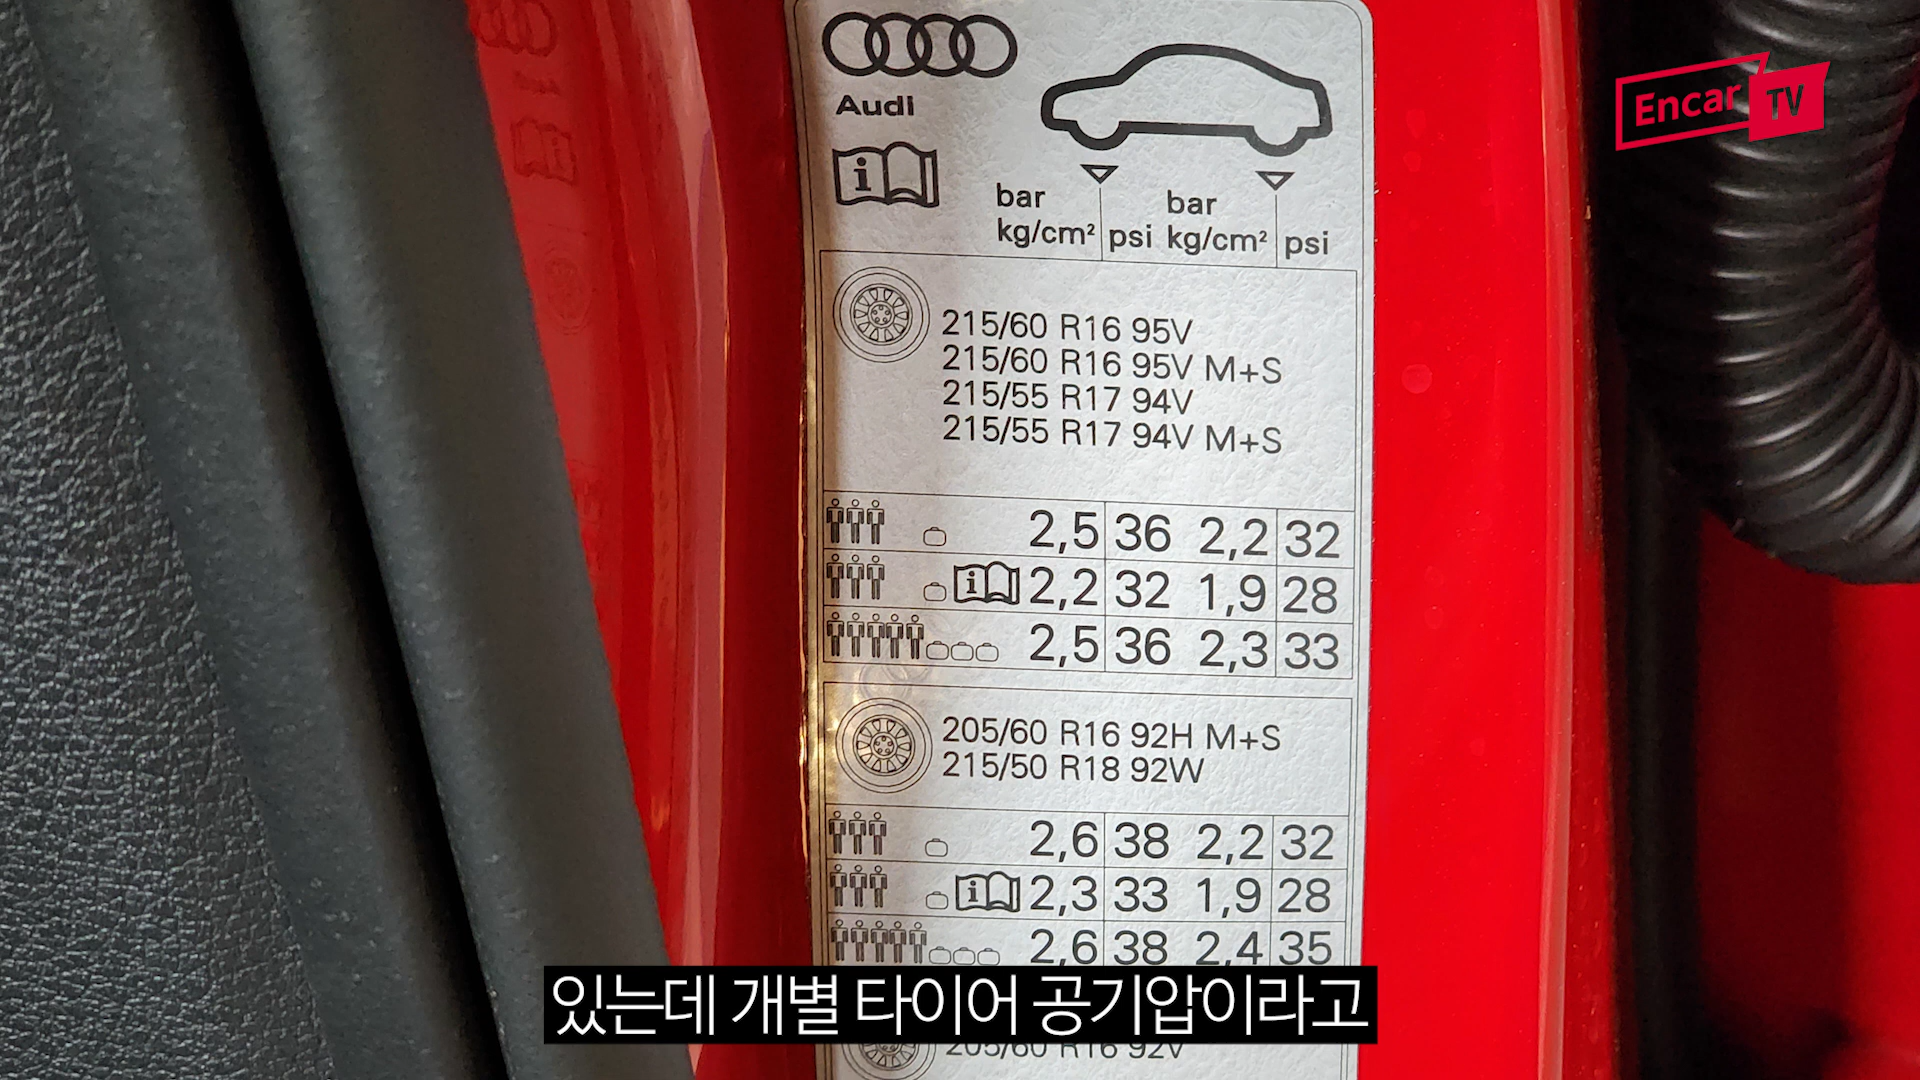 Encar TV
Audi
i
bar bar
kg/cm² psi kg/cm² psi
215/60 R16 95V
215/60 R16 95V M+S
215/55 R17 94V
215/55 R17 94V M+S
2,5 36 2,2 32
i 2,2 32 1,9 28
2,5 36 2,3 33
205/60 R16 92H M+S
215/50 R18 92W
2,6 38 2,2 32
i 2,3 33 1,9 28
2,6 38 2,4 35
있는데 개별 타이어 공기압이라고
205/60 R16 92V